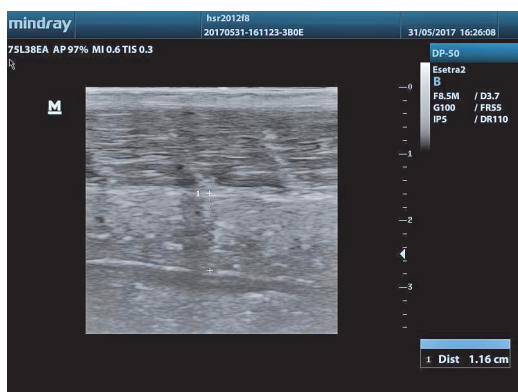 mindray
hsr2012f8
20170531-161123-3B0E
31/05/2017 16:26:08
75L38EA AP 97% MI 0.6 TIS 0.3
DP-50
Esetra2
B
F8.5M / D3.7
G100 / FR55
IP5 / DR110
M
0
1
2
3
1
1 Dist 1.16 cm